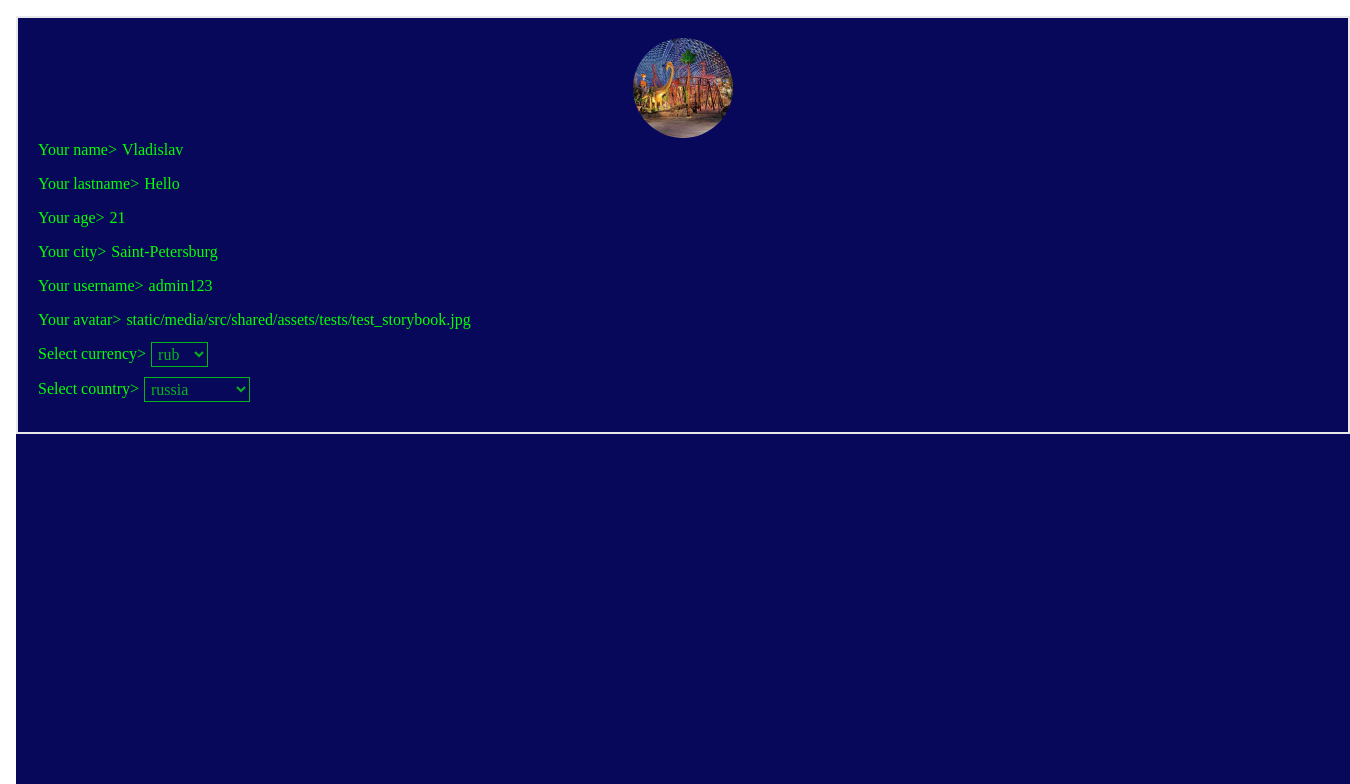 Your name> Vladislav
Your lastname> Hello
Your age> 21
Your city> Saint-Petersburg
Your username> admin123
Your avatar> static/media/src/shared/assets/tests/test_storybook.jpg
Select currency> rub
Select country> russia